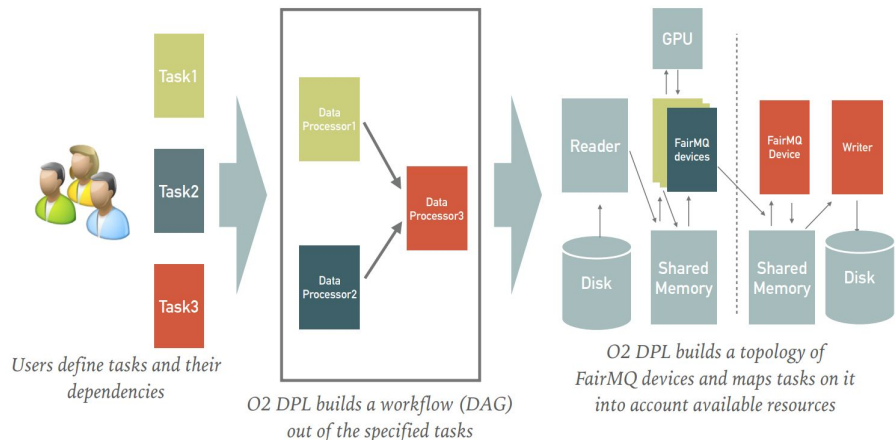 Task1
Task2
Task3
Users define tasks and their
dependencies
Data
Processor1
Data
Processor3
Data
Processor2
O2 DPL builds a workflow (DAG)
out of the specified tasks
GPU
Reader
FairMQ
devices
FairMQ
Device
Writer
Disk
Shared
Memory
Shared
Memory
Disk
O2 DPL builds a topology of
FairMQ devices and maps tasks on it
into account available resources